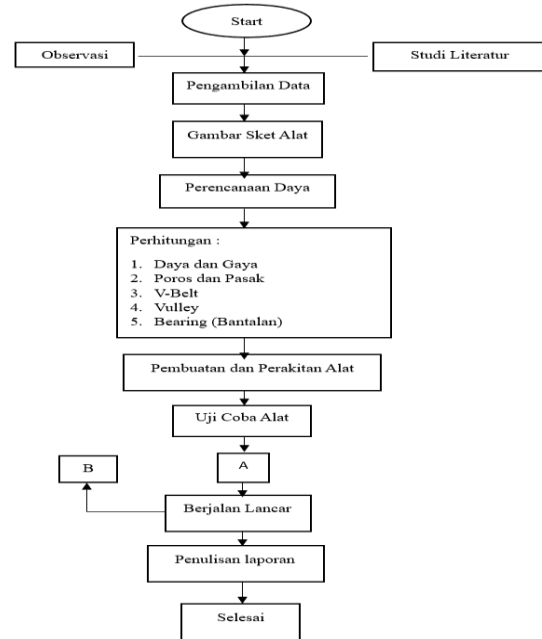 Start
Observasi
Studi Literatur
Pengambilan Data
Gambar Sket Alat
Perencanaan Daya
Perhitungan :
1. Daya dan Gaya
2. Poros dan Pasak
3. V-Belt
4. Vulley
5. Bearing (Bantalan)
Pembuatan dan Perakitan Alat
Uji Coba Alat
B
A
Berjalan Lancar
Penulisan laporan
Selesai